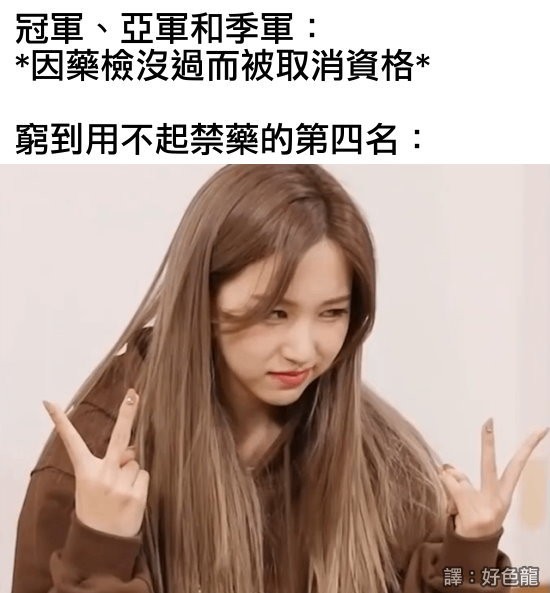 冠軍、亞軍和季軍：
*因藥檢沒過而被取消資格*
窮到用不起禁藥的第四名：
譯：好色龍